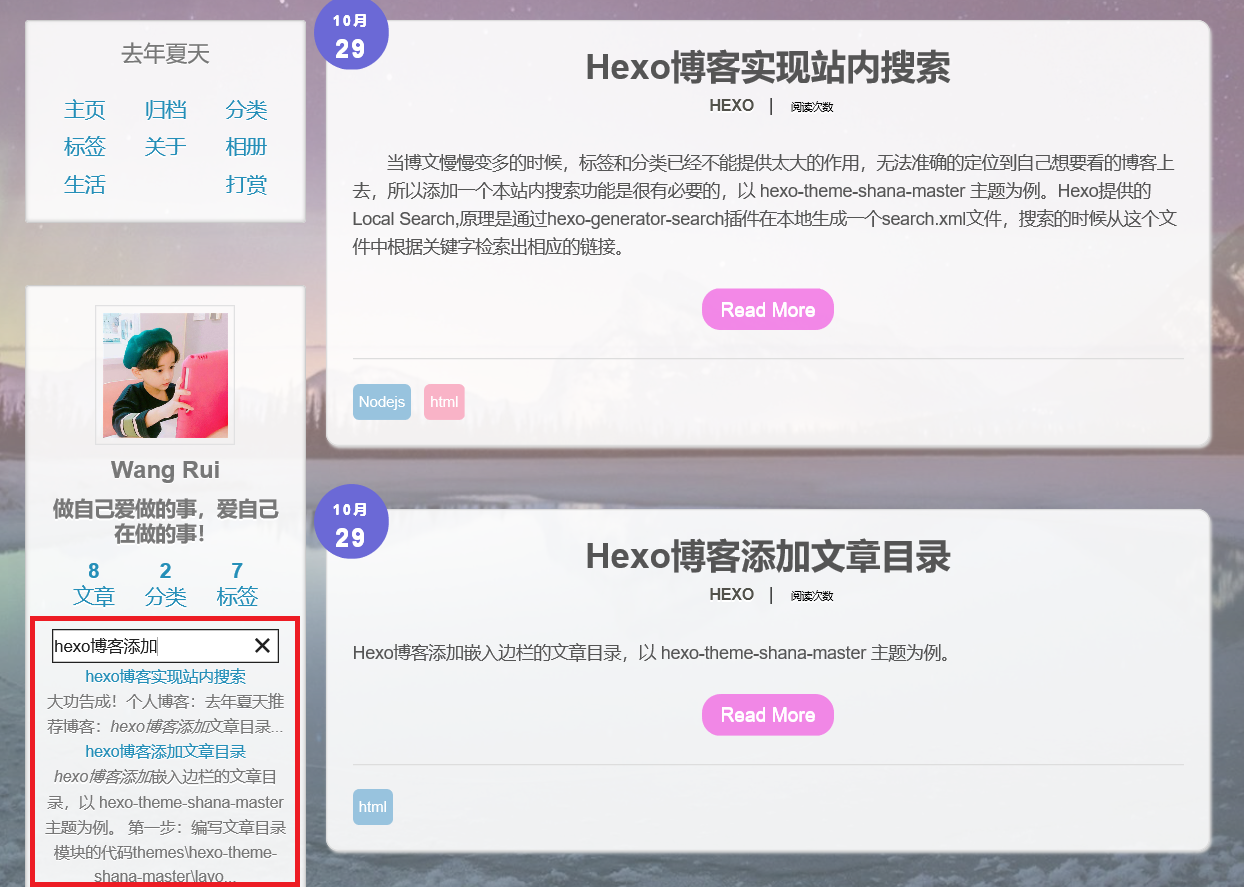 去年夏天
主页 归档 分类
标签 关于 相册
生活 打赏
Wang Rui
做自己爱做的事，爱自己
在做的事！
8 2 7
文章 分类 标签
hexo博客添加
hexo博客实现站内搜索
大功告成！个人博客：去年夏天推
荐博客：hexo博客添加文章目录...
hexo博客添加文章目录
hexo博客添加嵌入边栏的文章目
录，以 hexo-theme-shana-master
主题为例。 第一步：编写文章目录
模块的代码themes\hexo-theme-
shana-master\layo...
10月
29
Hexo博客实现站内搜索
HEXO | 阅读次数
当博文慢慢变多的时候，标签和分类已经不能提供太大的作用，无法准确的定位到自己想要看的博客上
去，所以添加一个本站内搜索功能是很有必要的，以 hexo-theme-shana-master 主题为例。Hexo提供的
Local Search,原理是通过hexo-generator-search插件在本地生成一个search.xml文件，搜索的时候从这个文
件中根据关键字检索出相应的链接。
Read More
Nodejs html
10月
29
Hexo博客添加文章目录
HEXO | 阅读次数
Hexo博客添加嵌入边栏的文章目录，以 hexo-theme-shana-master 主题为例。
Read More
html